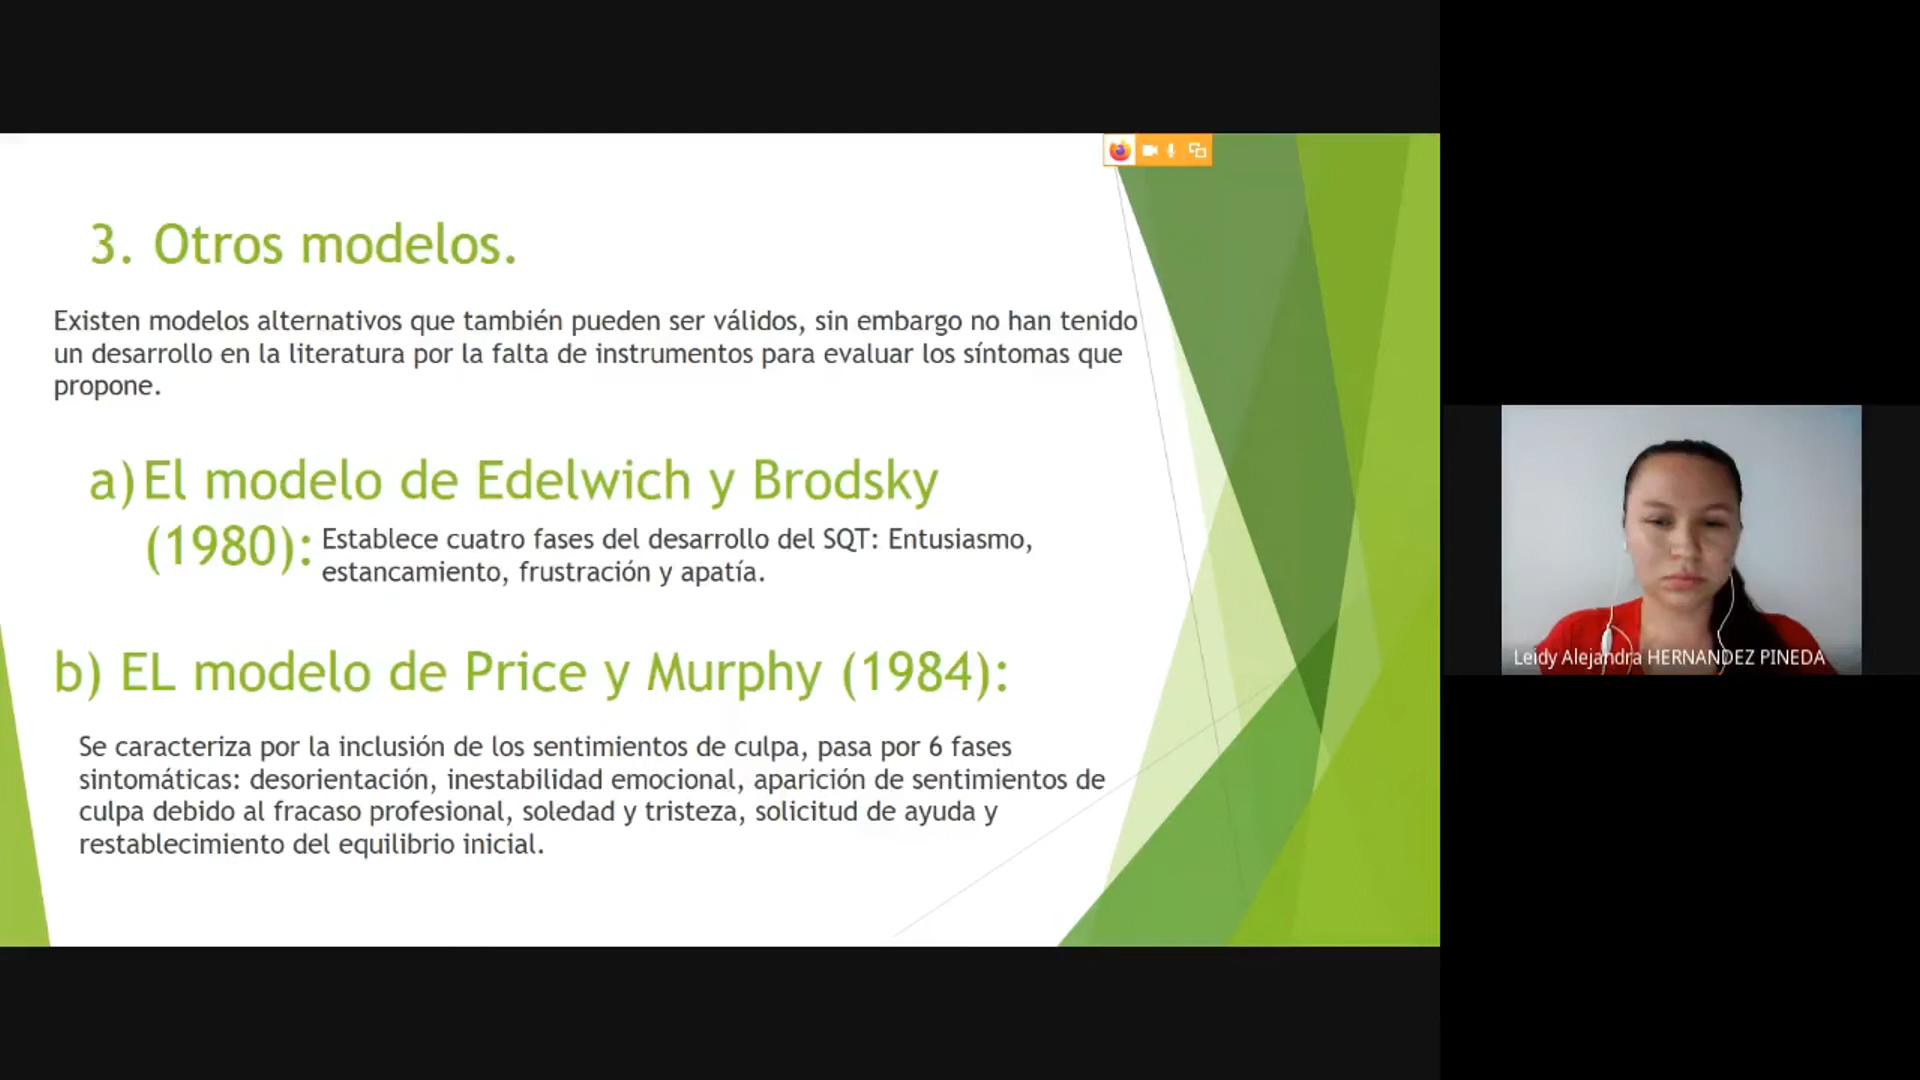 3. Otros modelos.
Existen modelos alternativos que también pueden ser válidos, sin embargo no han tenido
un desarrollo en la literatura por la falta de instrumentos para evaluar los síntomas que
propone.
a) El modelo de Edelwich y Brodsky
(1980): Establece cuatro fases del desarrollo del SQT: Entusiasmo,
estancamiento, frustración y apatía.
b) EL modelo de Price y Murphy (1984):
Se caracteriza por la inclusión de los sentimientos de culpa, pasa por 6 fases
sintomáticas: desorientación, inestabilidad emocional, aparición de sentimientos de
culpa debido al fracaso profesional, soledad y tristeza, solicitud de ayuda y
restablecimiento del equilibrio inicial.
Leidy Alejandra HERNANDEZ PINEDA